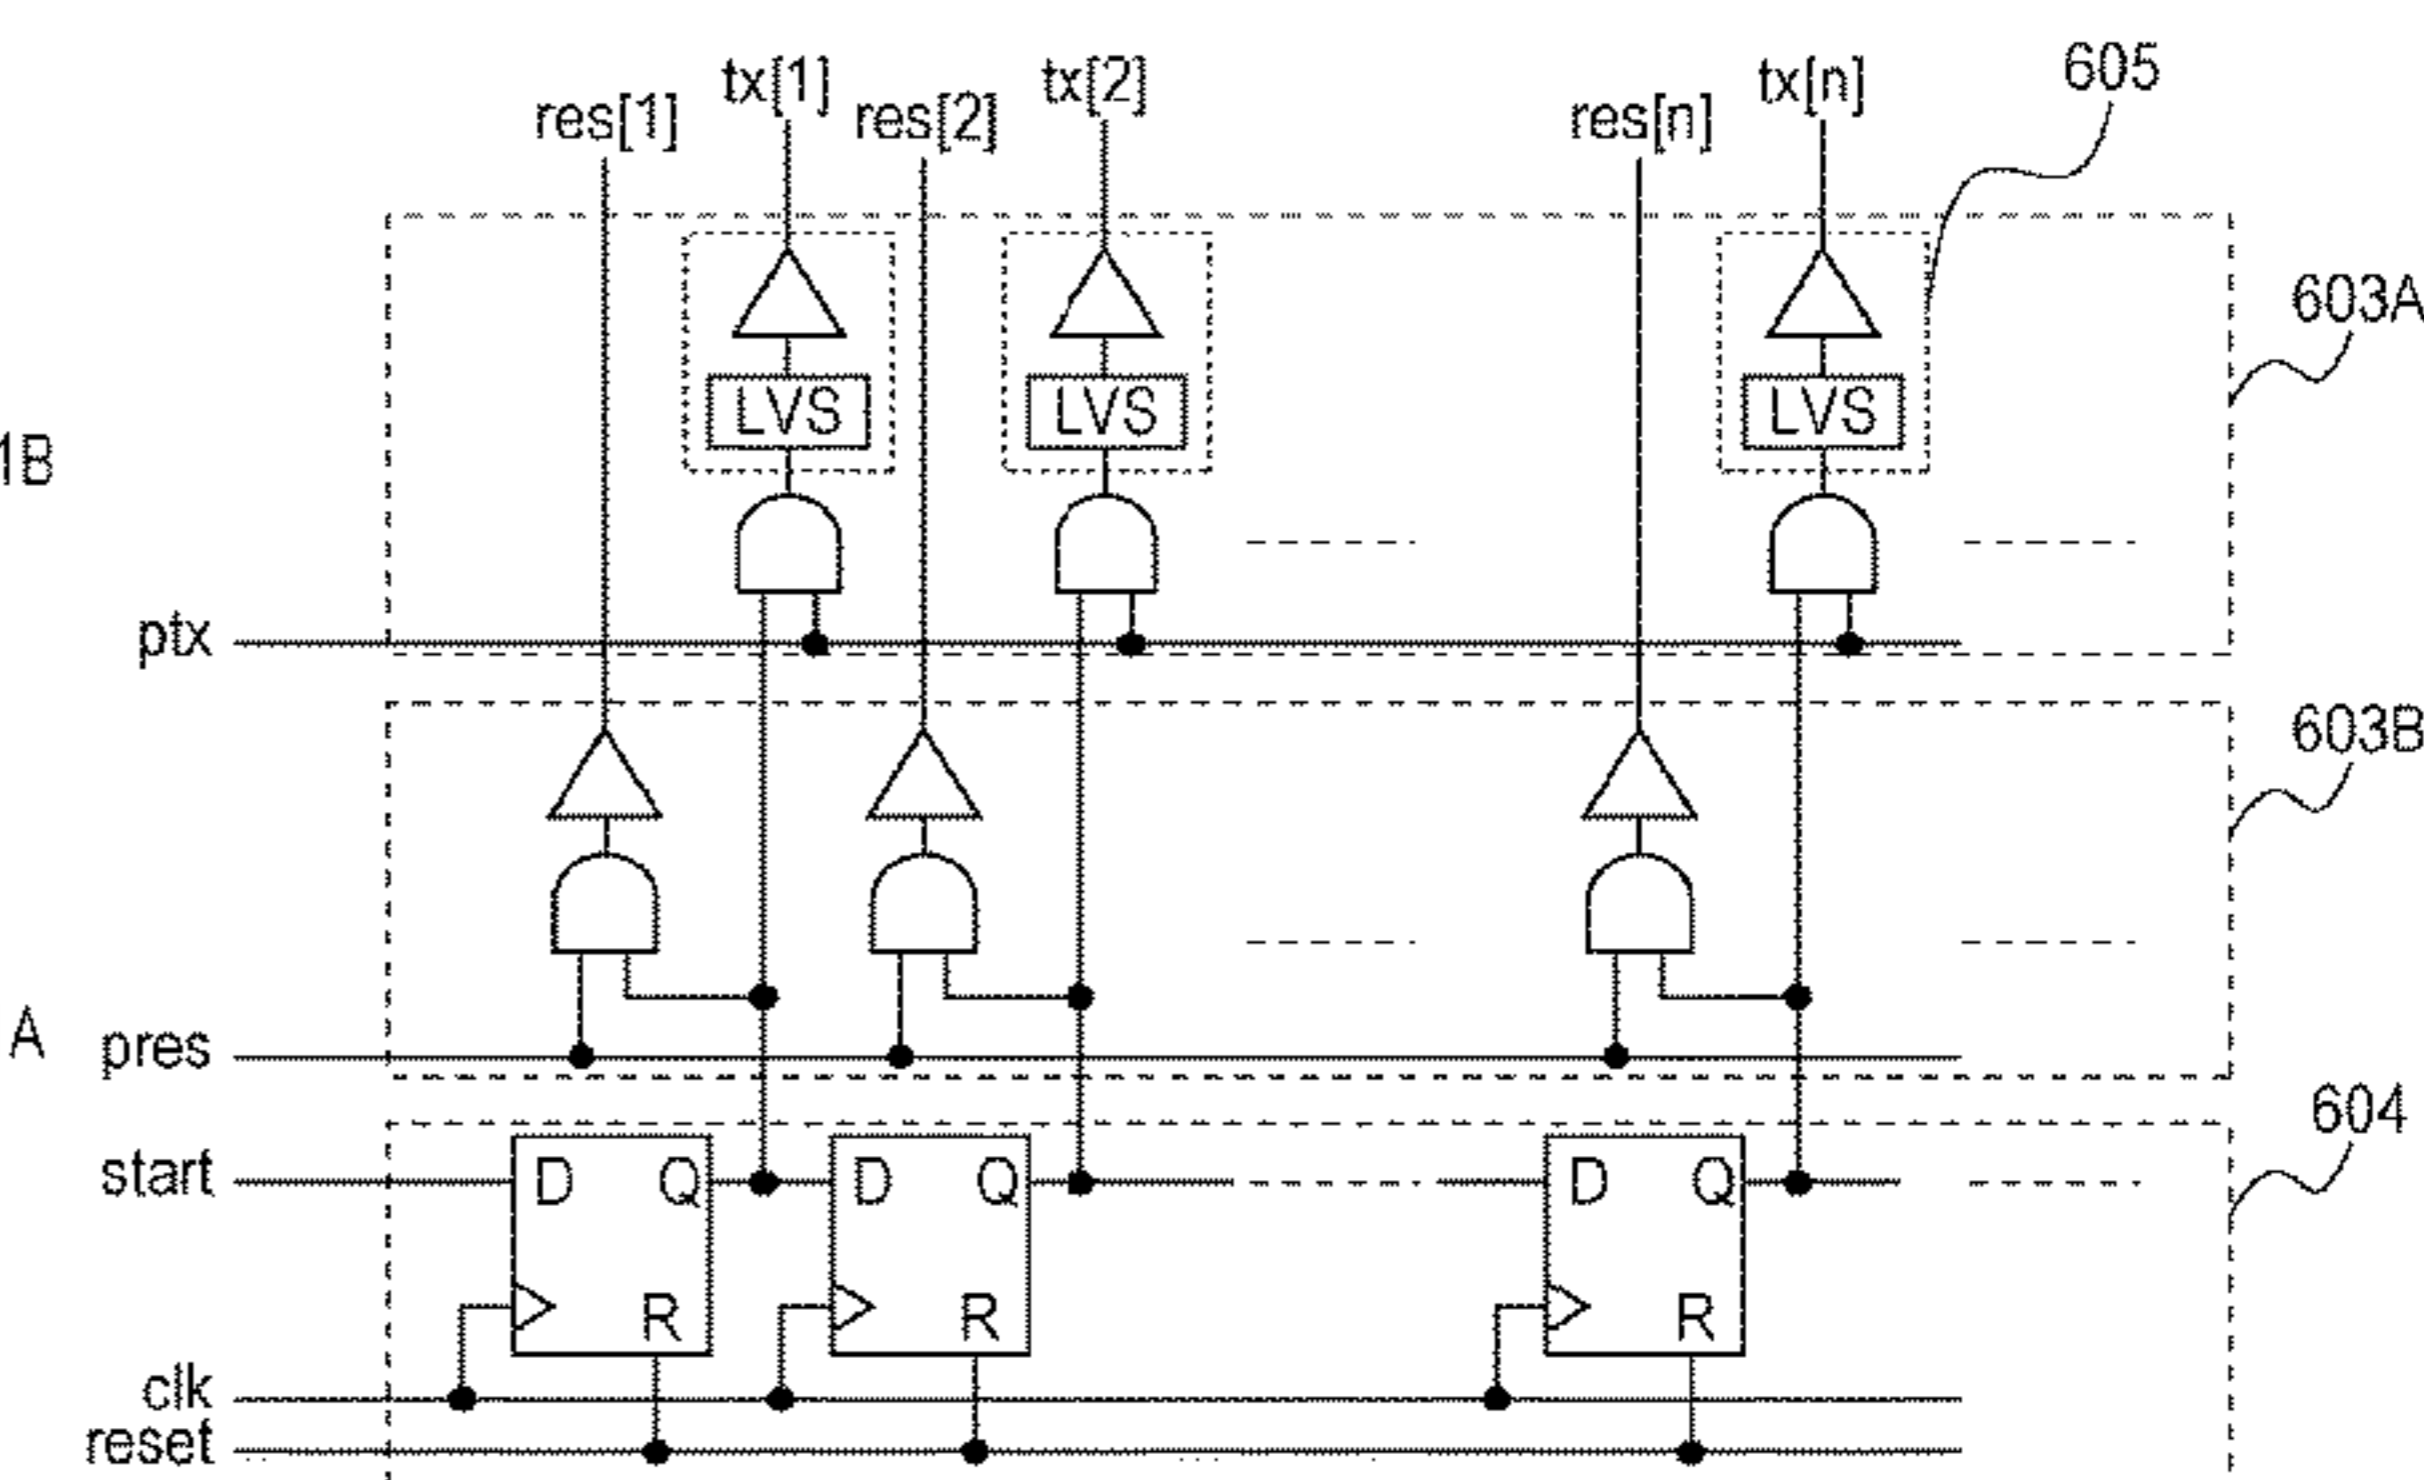 tx[1] tx[2] tx[n] 605
res[1] res[2] res[n]
603A
LVS LVS LVS
1B
ptx
603B
A pres
604
start D Q D Q D Q
R R R
clk
reset